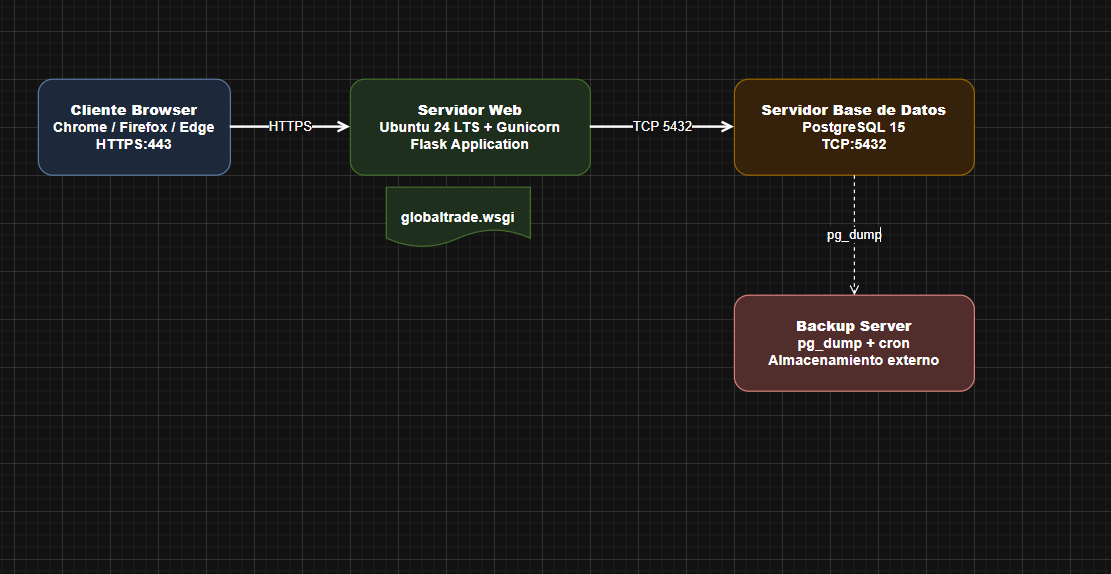 Cliente Browser
Chrome / Firefox / Edge
HTTPS:443
HTTPS
Servidor Web
Ubuntu 24 LTS + Gunicorn
Flask Application
TCP 5432
Servidor Base de Datos
PostgreSQL 15
TCP:5432
globaltrade.wsgi
pg_dump
Backup Server
pg_dump + cron
Almacenamiento externo